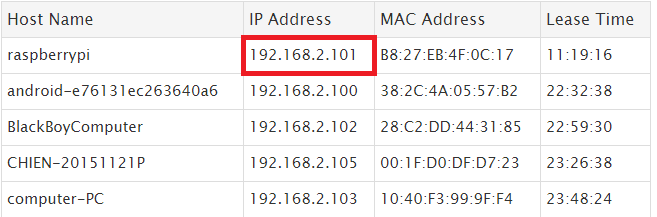 Host Name IP Address MAC Address Lease Time
raspberrypi 192.168.2.101 B8:27:EB:4F:0C:17 11:19:16
android-e76131ec263640a6 192.168.2.100 38:2C:4A:05:57:B2 22:32:38
BlackBoyComputer 192.168.2.102 28:C2:DD:44:31:85 22:59:30
CHIEN-20151121P 192.168.2.105 00:1F:D0:DF:D7:23 23:26:38
computer-PC 192.168.2.103 10:40:F3:99:9F:F4 23:48:24